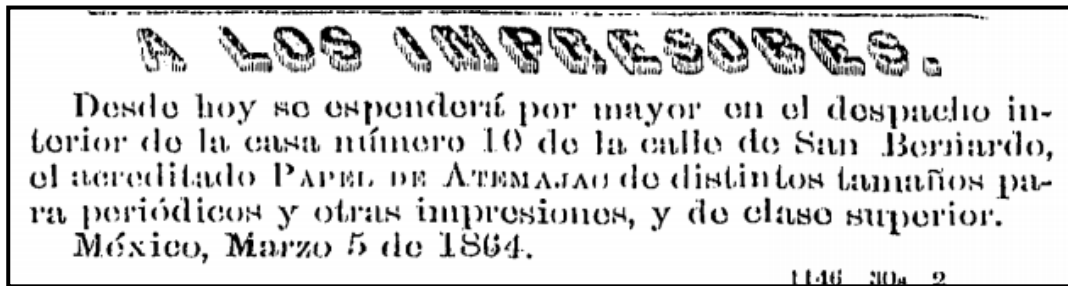 A LOS IMPRESORES.
Desde hoy se espenderá por mayor en el despacho in-
terior de la casa número 10 de la calle de San Bernardo,
el acreditado PAPEL DE ATEMAJAC de distintos tamaños pa-
ra periódicos y otras impresiones, y de clase superior.
México, Marzo 5 de 1864.
1146 30s 2